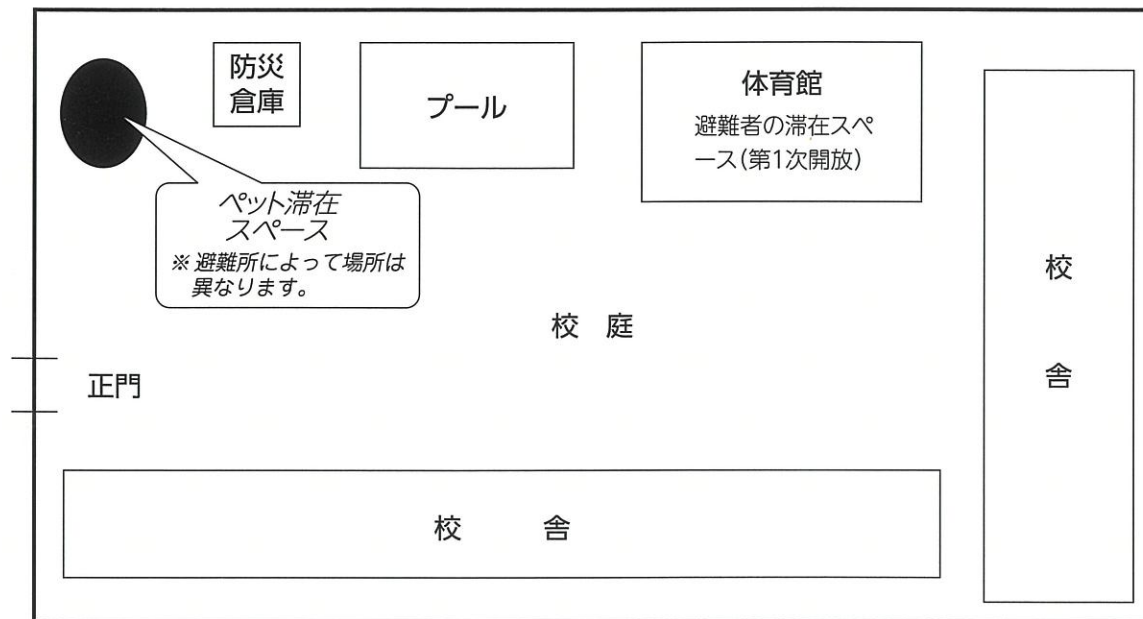 防災
倉庫
プール
体育館
避難者の滞在スペ
ース(第1次開放)
ペット滞在
スペース
※避難所によって場所は
異なります。
校庭
正門
校舎
校舎